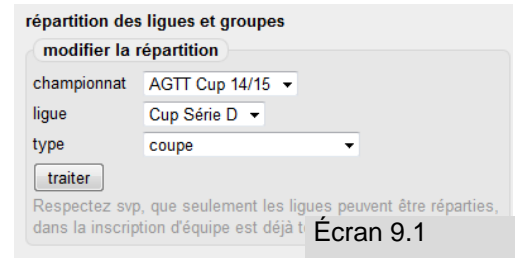 répartition des ligues et groupes
modifier la répartition
championnat AGTT Cup 14/15
ligue Cup Série D
type coupe
traiter
Respectez svp, que seulement les ligues peuvent être réparties,
dans la inscription d'équipe est déjà
Écran 9.1